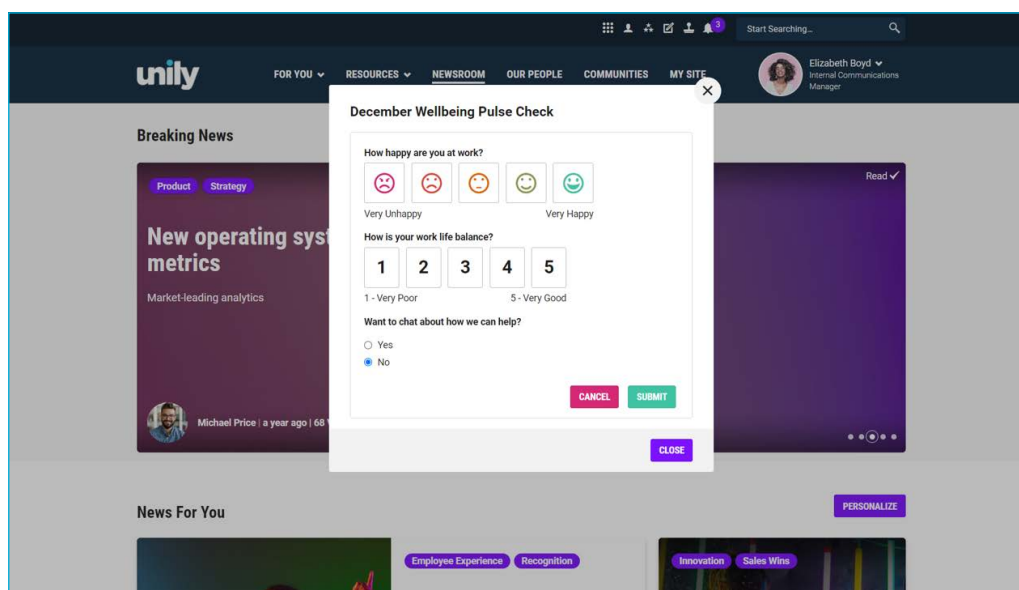 3
Start Searching...
unily
FOR YOU
RESOURCES
NEWSROOM
OUR PEOPLE
COMMUNITIES
MY SITE
Elizabeth Boyd
Internal Communications
Manager
Breaking News
December Wellbeing Pulse Check
How happy are you at work?
Very Unhappy Very Happy
How is your work life balance?
1 2 3 4 5
1 - Very Poor 5 - Very Good
Want to chat about how we can help?
Yes
No
CANCEL SUBMIT
CLOSE
Product Strategy
Read
New operating syst
metrics
Market-leading analytics
Michael Price | a year ago | 68
News For You
PERSONALIZE
Employee Experience Recognition
Innovation Sales Wins